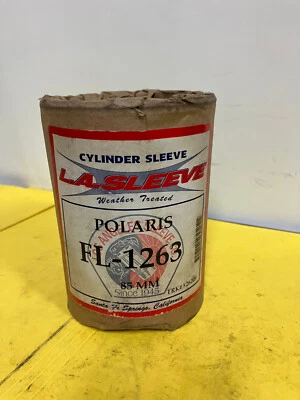 CYLINDER SLEEVE
L.A. SLEEVE
Weather Treated
POLARIS
FL-1263
85 MM
Since 1945
Santa Fe Springs, California